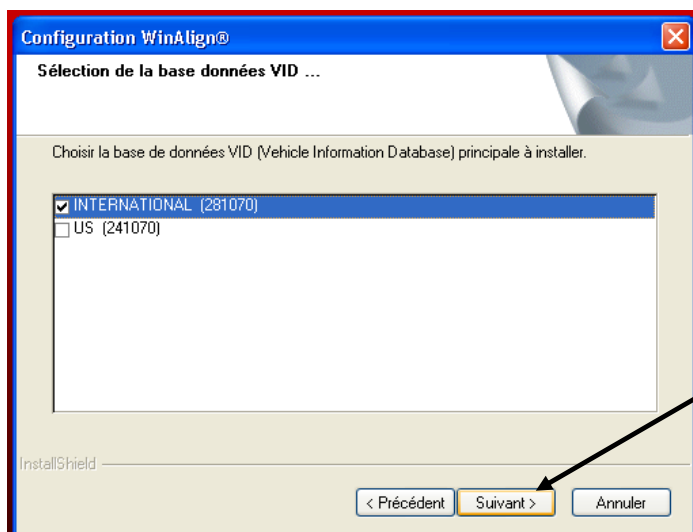 Configuration WinAlign®
Sélection de la base données VID ...
Choisir la base de données VID (Vehicle Information Database) principale à installer.
INTERNATIONAL (281070)
US (241070)
InstallShield
< Précédent Suivant > Annuler